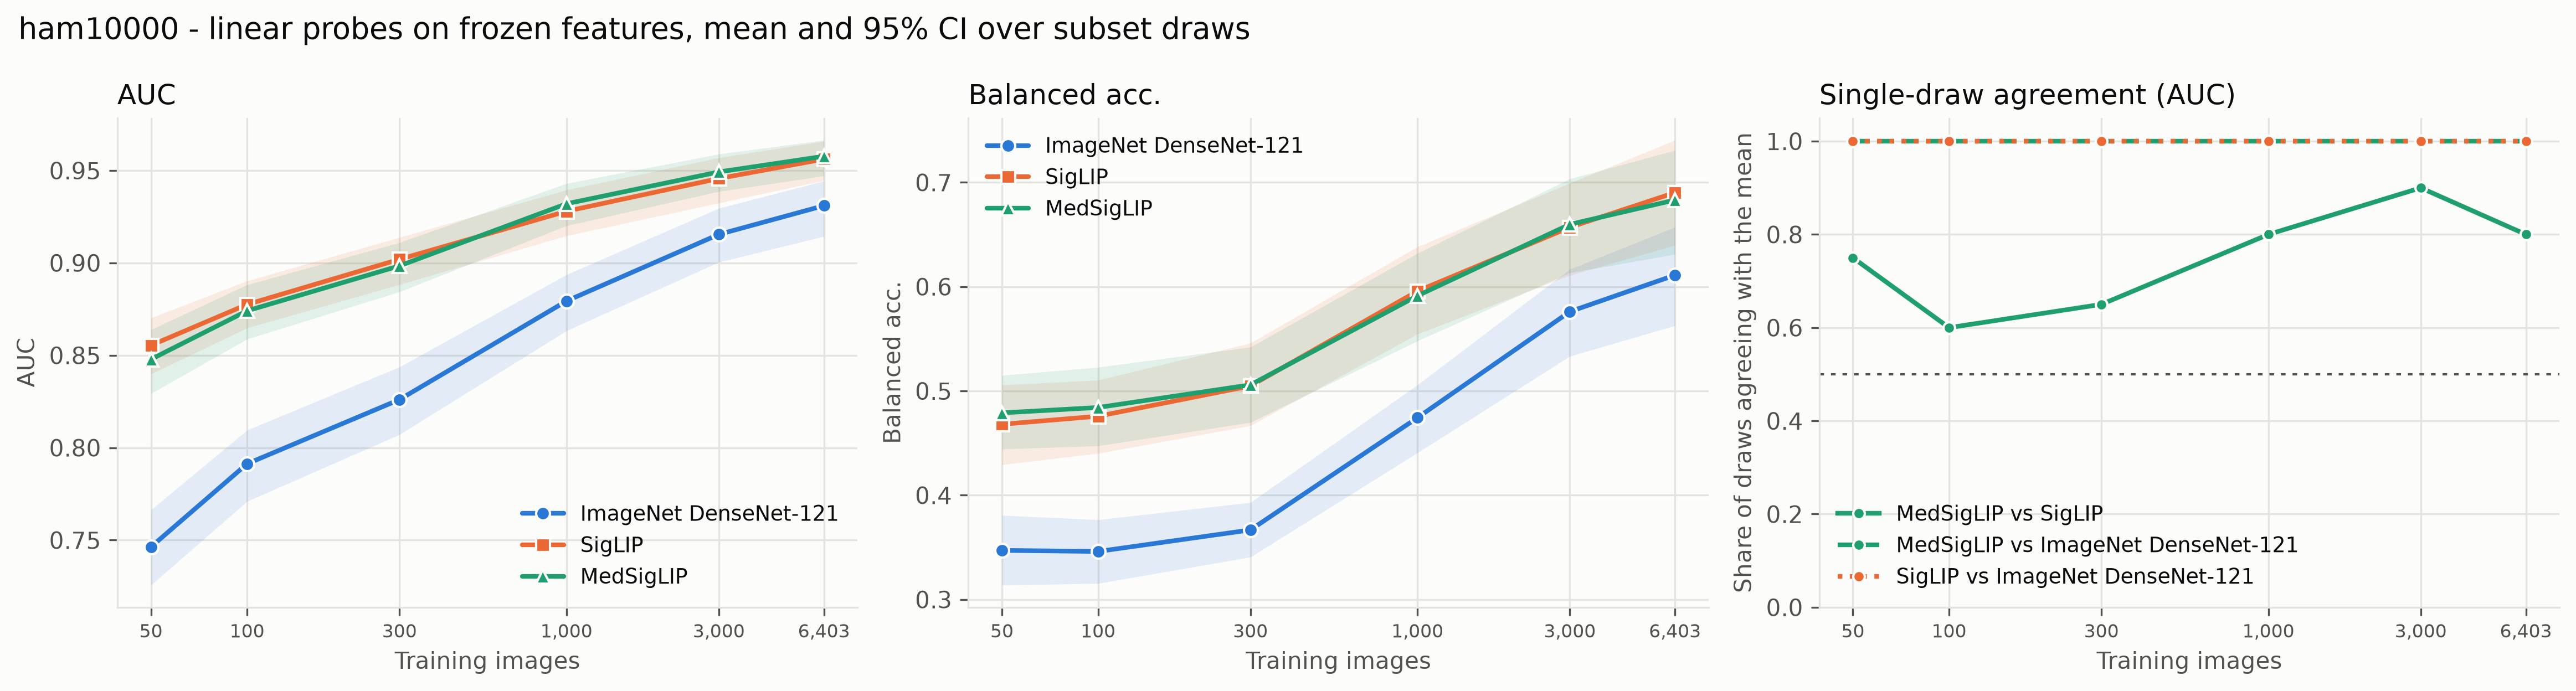 ham10000 - linear probes on frozen features, mean and 95% CI over subset draws
AUC
AUC
0.95
0.90
0.85
0.80
0.75
ImageNet DenseNet-121
SigLIP
MedSigLIP
50
100
300
1,000
3,000
6,403
Training images
Balanced acc.
Balanced acc.
0.7
0.6
0.5
0.4
0.3
ImageNet DenseNet-121
SigLIP
MedSigLIP
50
100
300
1,000
3,000
6,403
Training images
Single-draw agreement (AUC)
Share of draws agreeing with the mean
1.0
0.8
0.6
0.4
0.2
0.0
MedSigLIP vs SigLIP
MedSigLIP vs ImageNet DenseNet-121
SigLIP vs ImageNet DenseNet-121
50
100
300
1,000
3,000
6,403
Training images